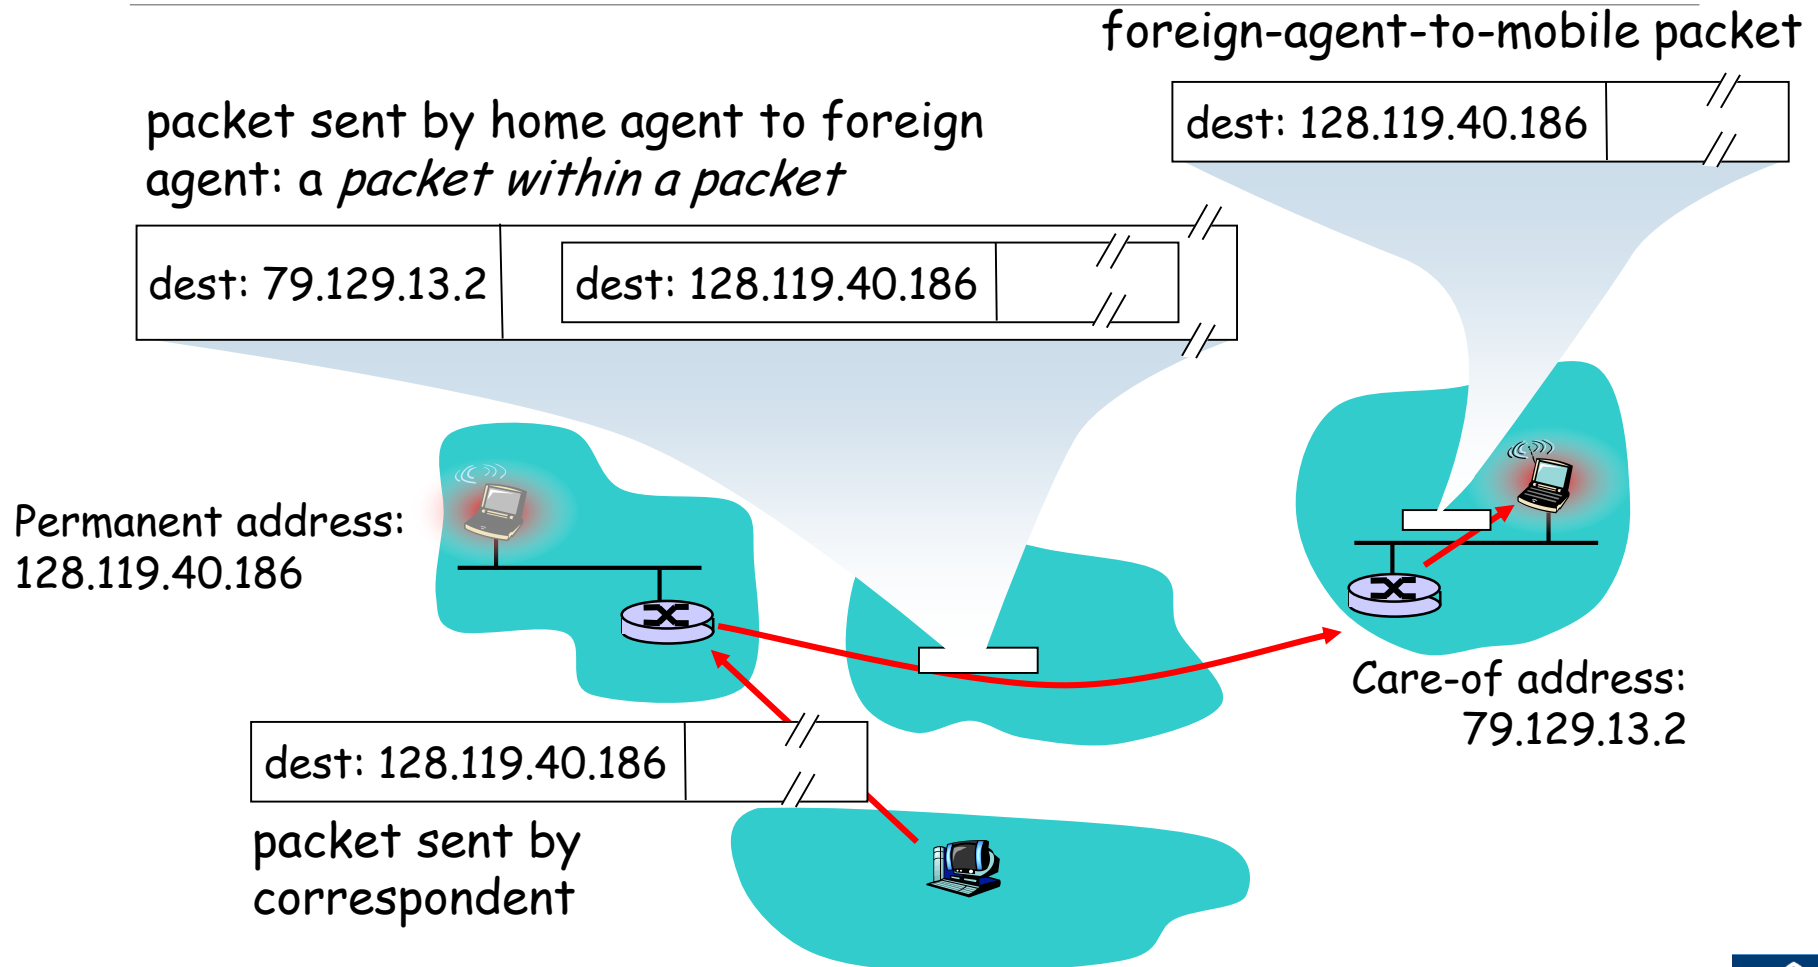 foreign-agent-to-mobile packet
dest: 128.119.40.186
packet sent by home agent to foreign
agent: a packet within a packet
dest: 79.129.13.2
dest: 128.119.40.186
Permanent address:
128.119.40.186
Care-of address:
79.129.13.2
dest: 128.119.40.186
packet sent by
correspondent